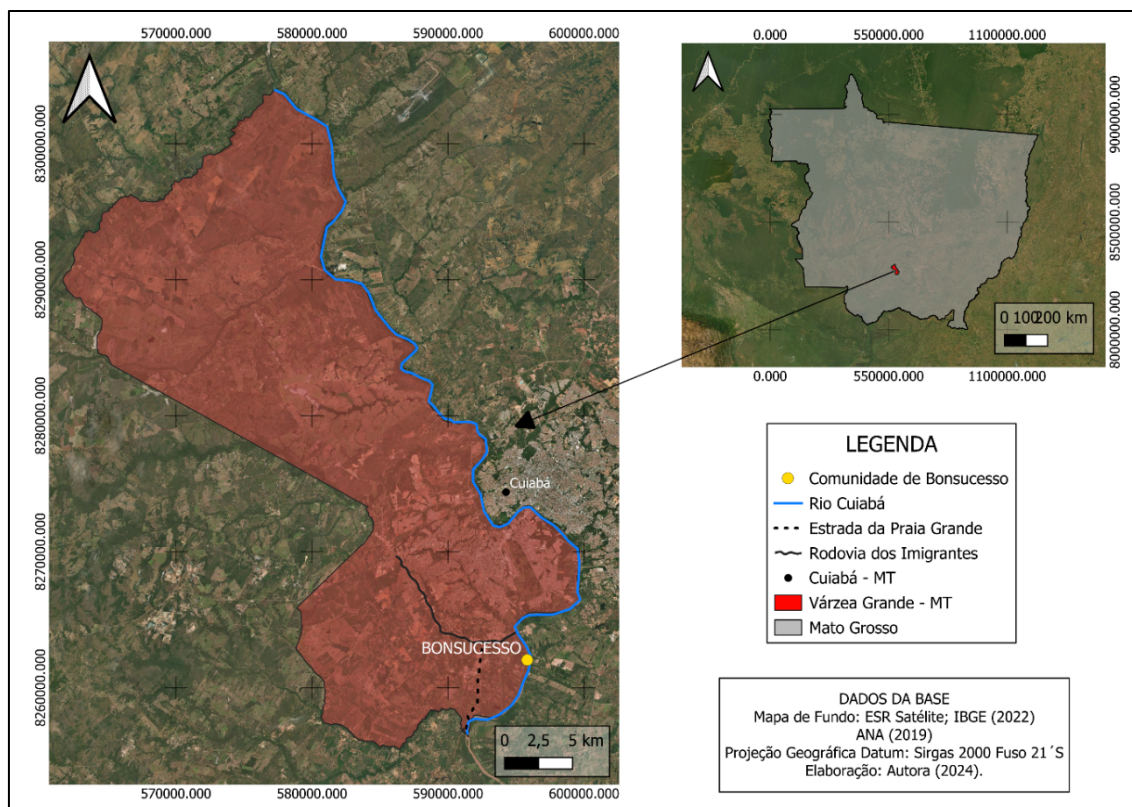 570000.000 580000.000 590000.000 600000.000
8300000.000
8290000.000
8280000.000
8270000.000
8260000.000
Cuiabá
BONSUCESSO
0 2,5 5 km
570000.000 580000.000 590000.000 600000.000
0.000 550000.000 1100000.000
9000000.000
8500000.000
8000000.000
0 100200 km
0.000 550000.000 1100000.000
LEGENDA
Comunidade de Bonsucesso
Rio Cuiabá
Estrada da Praia Grande
Rodovia dos Imigrantes
Cuiabá - MT
Várzea Grande - MT
Mato Grosso
DADOS DA BASE
Mapa de Fundo: ESR Satélite; IBGE (2022)
ANA (2019)
Projeção Geográfica Datum: Sirgas 2000 Fuso 21´S
Elaboração: Autora (2024).